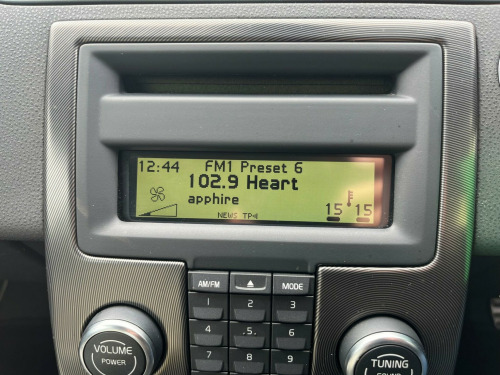 12:44 FM1 Preset 6
102.9 Heart
apphire
NEWS TP◄ 15 15
AM/FM MODE
1 2 3
4 .5. 6
7 8 9
VOLUME
POWER
TUNING
SOUND